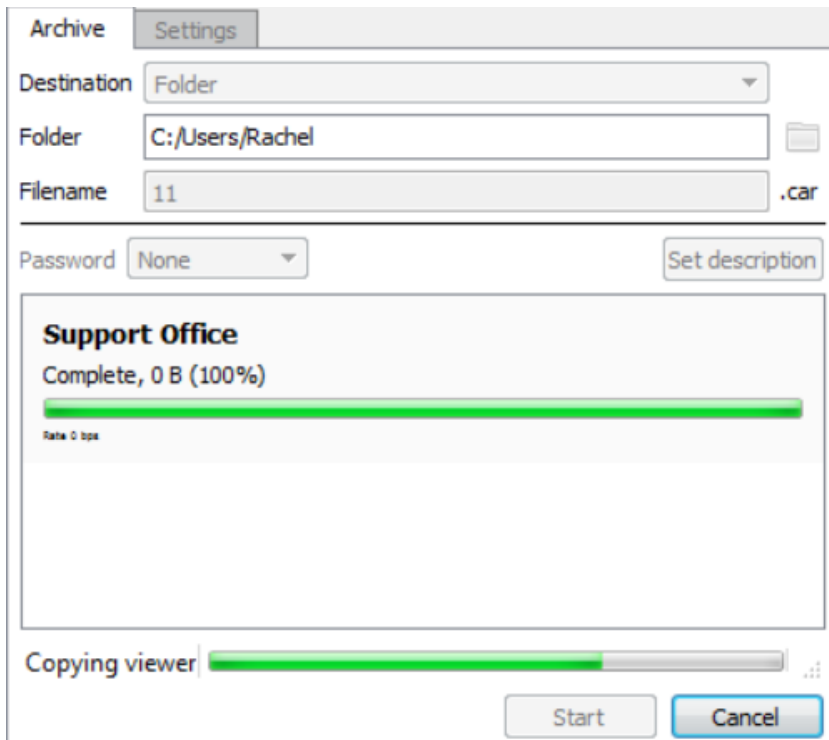 Archive Settings
Destination Folder
Folder C:/Users/Rachel
Filename 11 .car
Password None Set description
Support Office
Complete, 0 B (100%)
Rate 0 bps
Copying viewer
Start Cancel